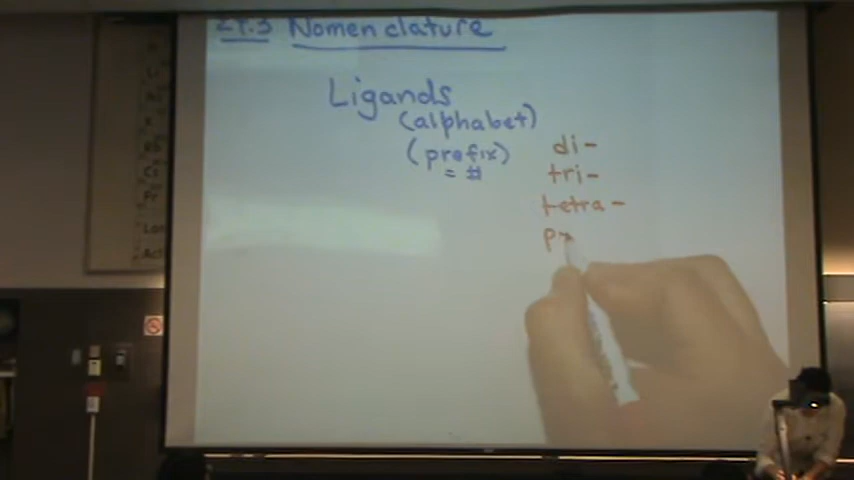 Nomenclature
Ligands
(alphabet)
(prefix)
= #
di-
tri-
tetra-
p